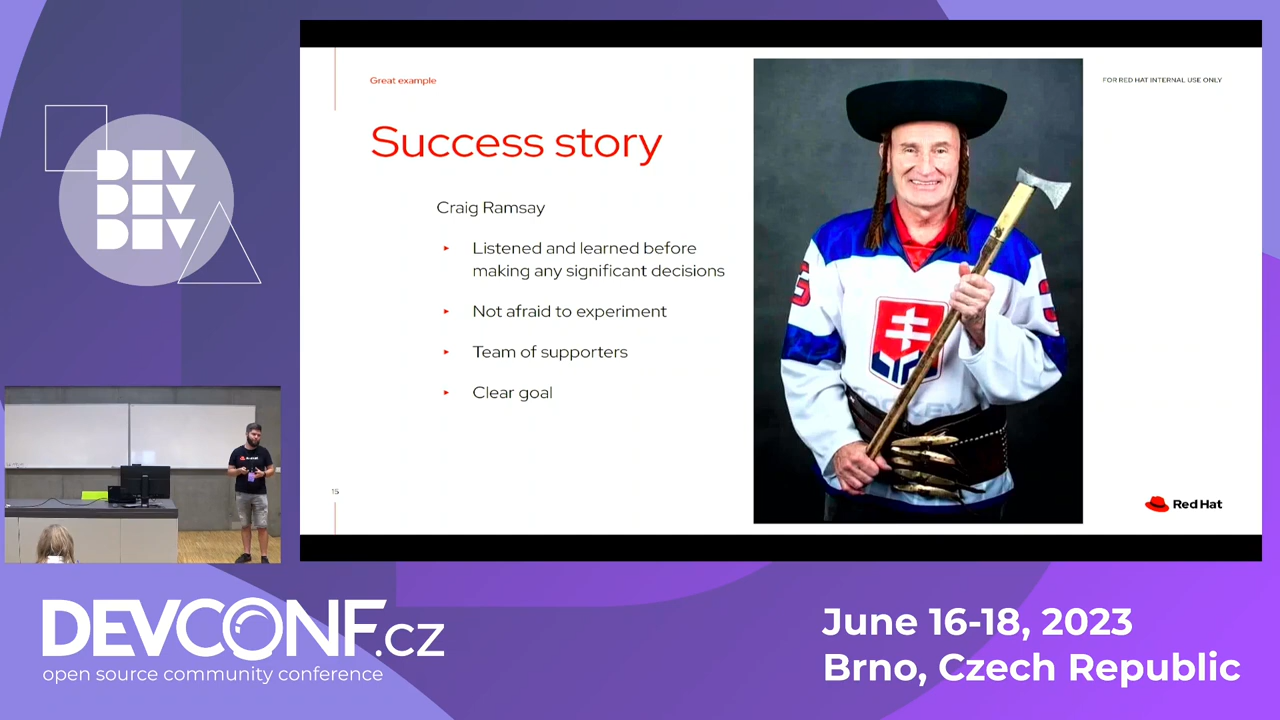 DEV
DEV
DEV
Great example
FOR RED HAT INTERNAL USE ONLY
Success story
Craig Ramsay
▸ Listened and learned before
making any significant decisions
▸ Not afraid to experiment
▸ Team of supporters
▸ Clear goal
15
Red Hat
DEVCONF.cz
open source community conference
June 16-18, 2023
Brno, Czech Republic